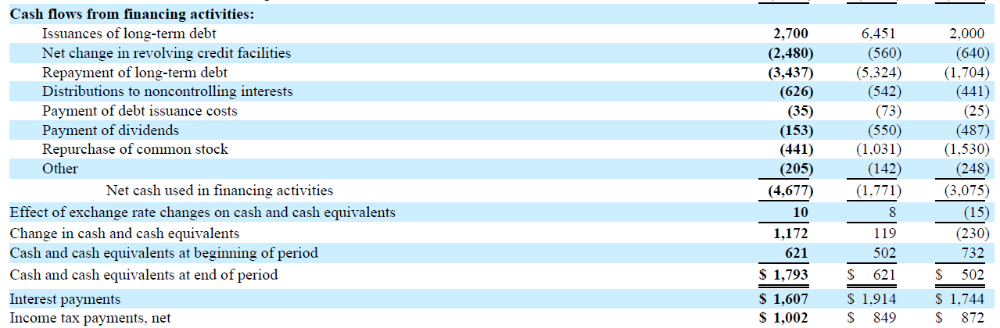 Cash flows from financing activities:
Issuances of long-term debt 2,700 6,451 2,000
Net change in revolving credit facilities (2,480) (560) (640)
Repayment of long-term debt (3,437) (5,324) (1,704)
Distributions to noncontrolling interests (626) (542) (441)
Payment of debt issuance costs (35) (73) (25)
Payment of dividends (153) (550) (487)
Repurchase of common stock (441) (1,031) (1,530)
Other (205) (142) (248)
Net cash used in financing activities (4,677) (1,771) (3,075)
Effect of exchange rate changes on cash and cash equivalents 10 8 (15)
Change in cash and cash equivalents 1,172 119 (230)
Cash and cash equivalents at beginning of period 621 502 732
Cash and cash equivalents at end of period $ 1,793 $ 621 $ 502
Interest payments $ 1,607 $ 1,914 $ 1,744
Income tax payments, net $ 1,002 $ 849 $ 872